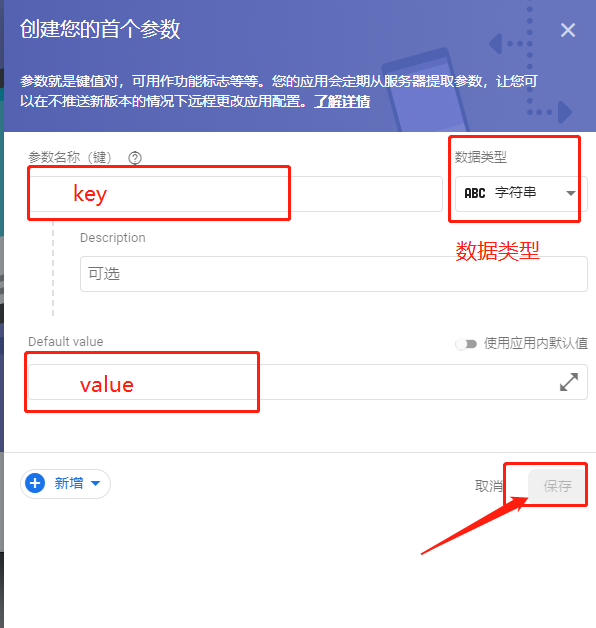 创建您的首个参数
参数就是键值对，可用作功能标志等等。您的应用会定期从服务器提取参数，让您可
以在不推送新版本的情况下远程更改应用配置。了解详情
参数名称（键）
数据类型
key
ABC 字符串
Description
数据类型
可选
Default value
使用应用内默认值
value
新增
取消
保存